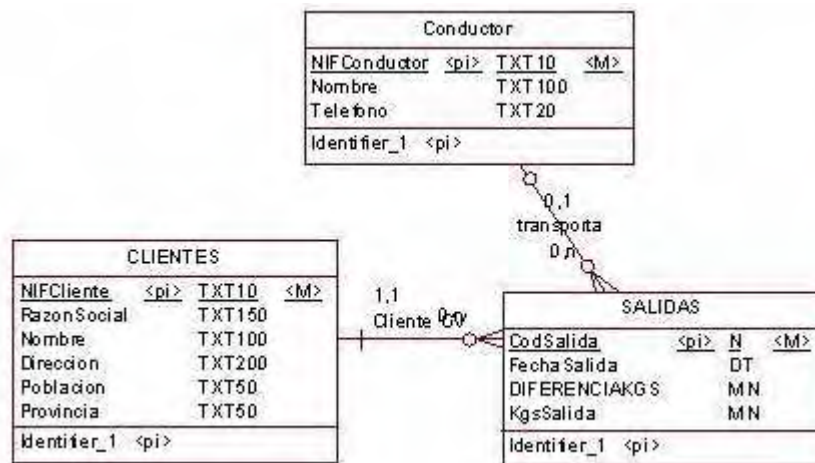 Conductor
NIFConductor <pi> TXT10 <M>
Nombre TXT100
Telefono TXT20
Identifier_1 <pi>
0,1
transporta
0,n
CLIENTES
NIFCliente <pi> TXT10 <M>
RazonSocial TXT150
Nombre TXT100
Direccion TXT200
Poblacion TXT50
Provincia TXT50
Identifier_1 <pi>
1,1
Cliente
SALIDAS
CodSalida <pi> N <M>
FechaSalida DT
DIFERENCIAKGS MN
KgsSalida MN
Identifier_1 <pi>